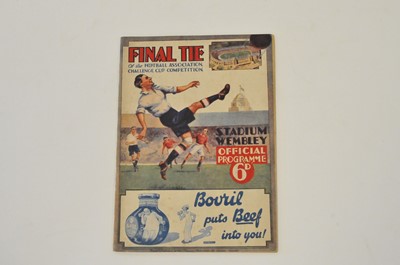 FINAL TIE
Of the FOOTBALL ASSOCIATION
CHALLENGE CUP COMPETITION
STADIUM
WEMBLEY
OFFICIAL
PROGRAMME
6D
Bovril
puts Beef
into you!